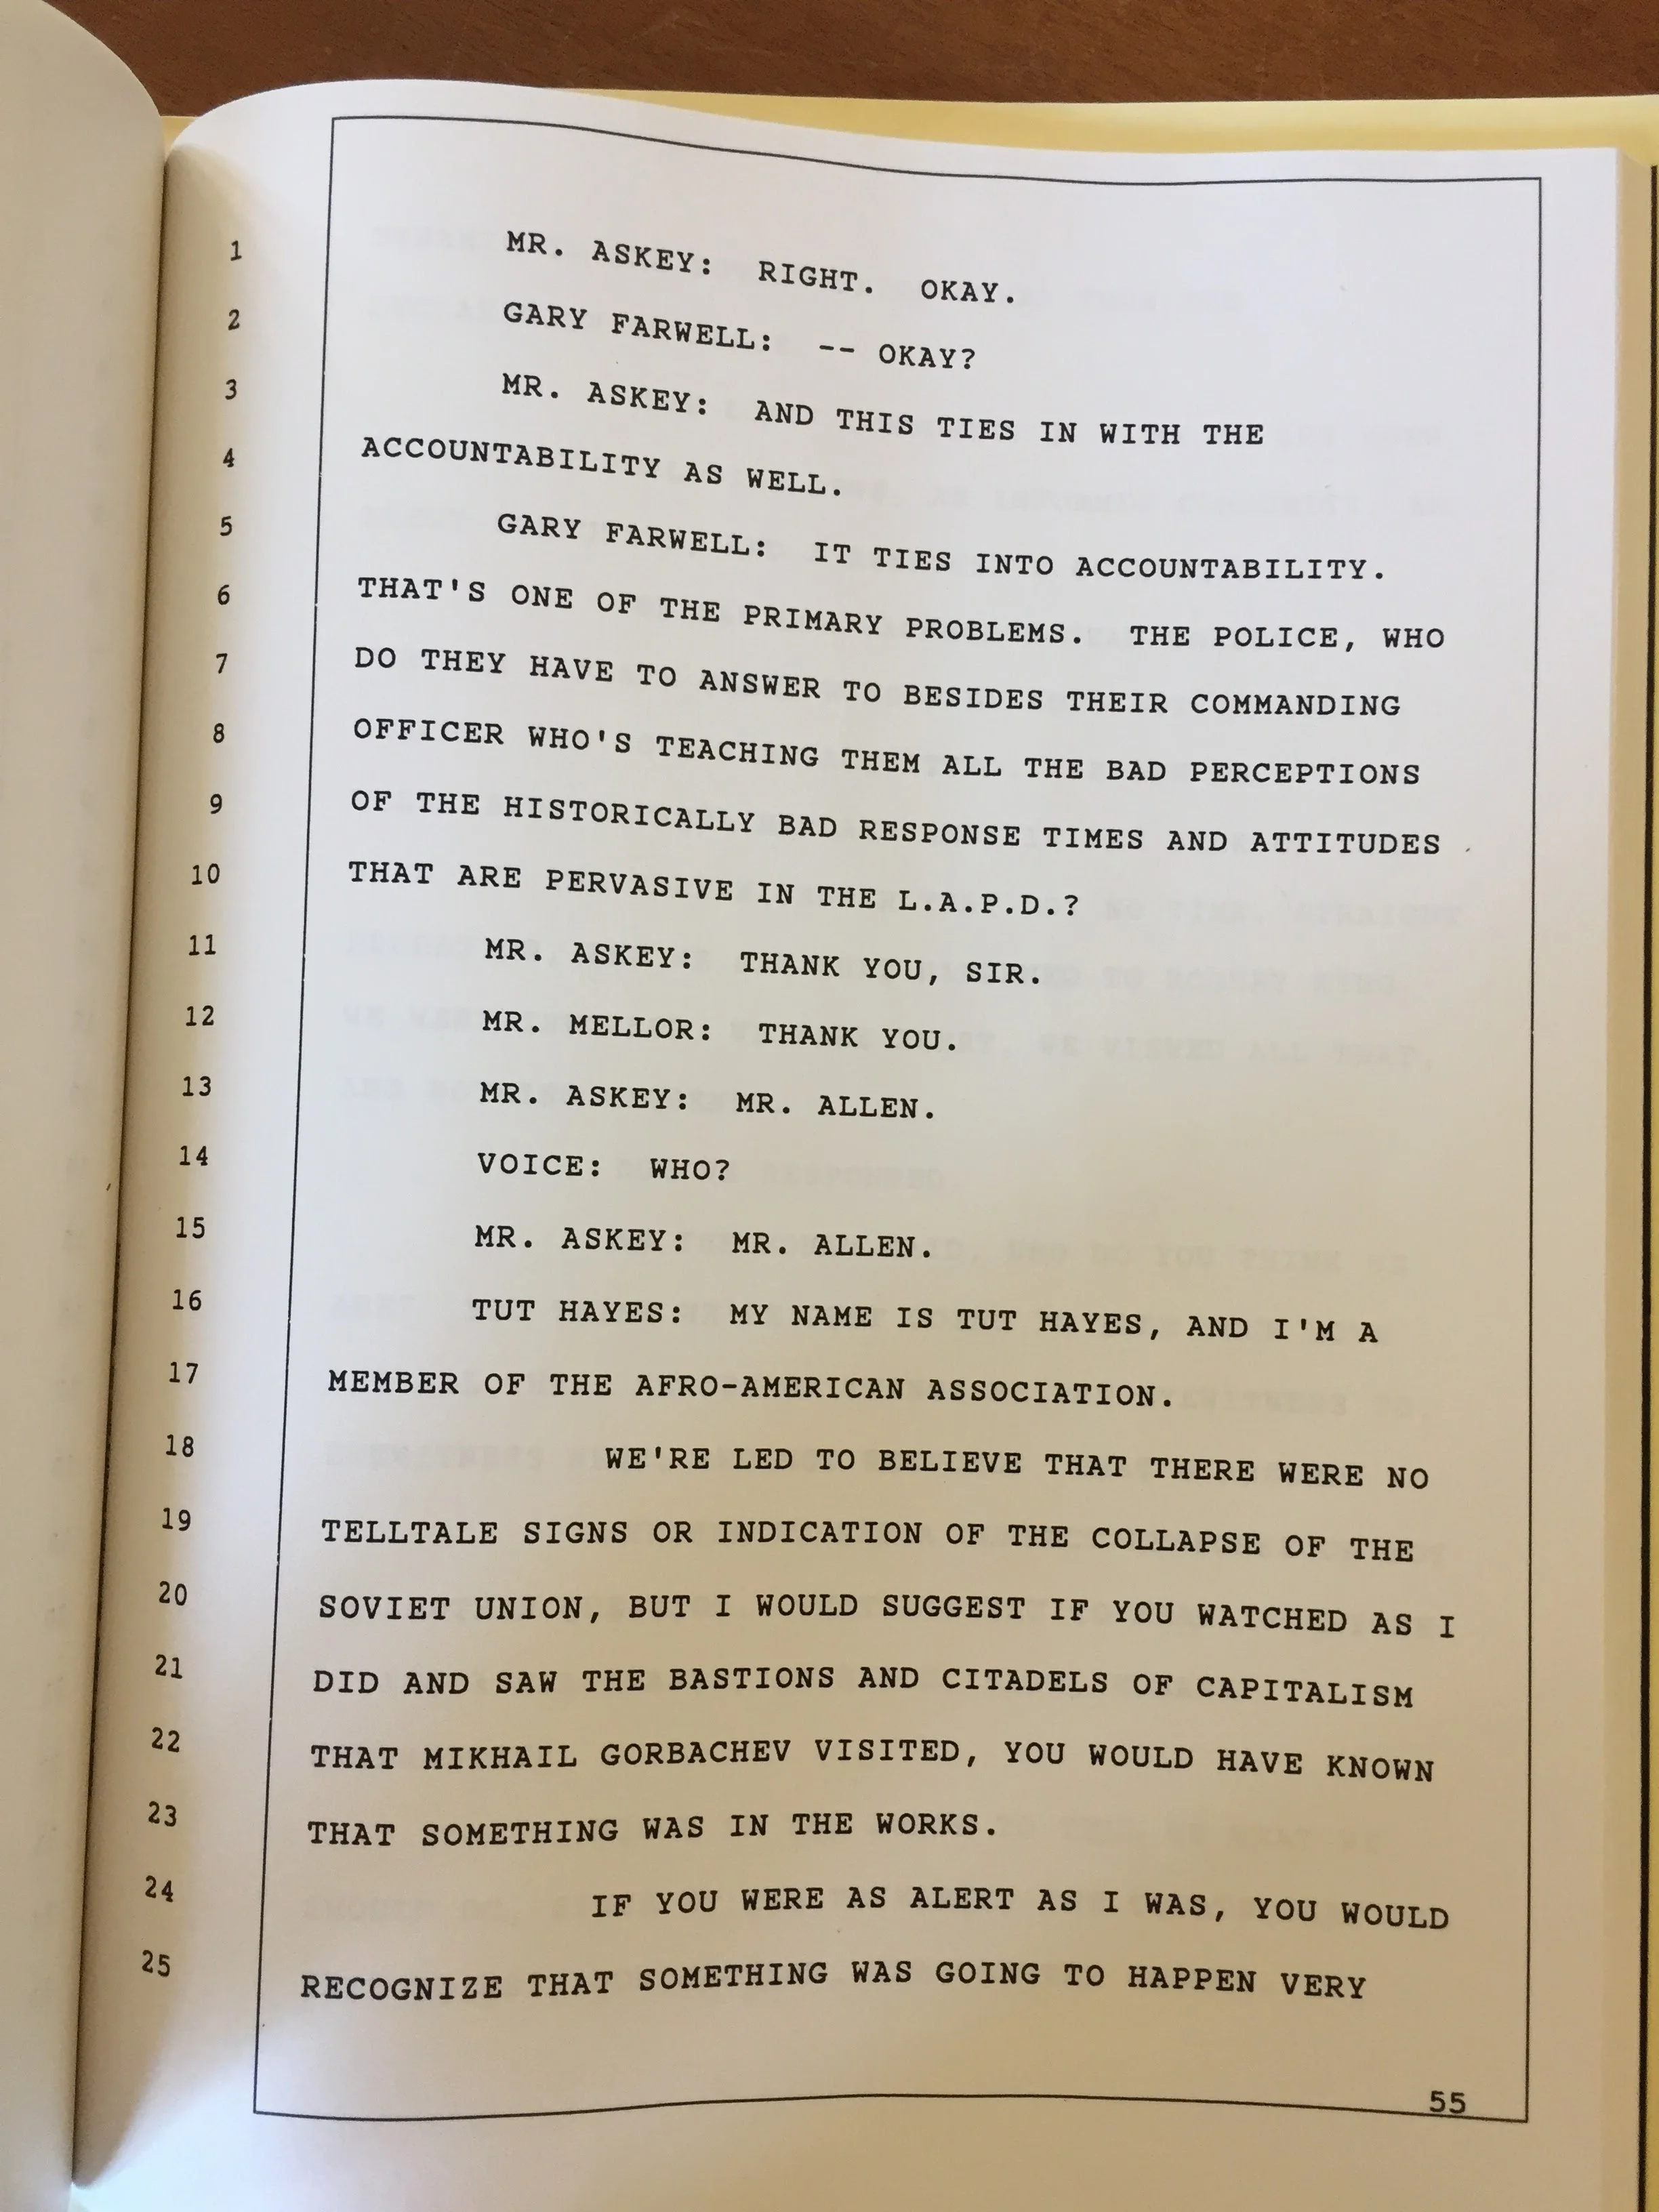 1 MR. ASKEY: RIGHT. OKAY.
2 GARY FARWELL: -- OKAY?
3 MR. ASKEY: AND THIS TIES IN WITH THE
4 ACCOUNTABILITY AS WELL.
5 GARY FARWELL: IT TIES INTO ACCOUNTABILITY.
6 THAT'S ONE OF THE PRIMARY PROBLEMS. THE POLICE, WHO
7 DO THEY HAVE TO ANSWER TO BESIDES THEIR COMMANDING
8 OFFICER WHO'S TEACHING THEM ALL THE BAD PERCEPTIONS
9 OF THE HISTORICALLY BAD RESPONSE TIMES AND ATTITUDES
10 THAT ARE PERVASIVE IN THE L.A.P.D.?
11 MR. ASKEY: THANK YOU, SIR.
12 MR. MELLOR: THANK YOU.
13 MR. ASKEY: MR. ALLEN.
14 VOICE: WHO?
15 MR. ASKEY: MR. ALLEN.
16 TUT HAYES: MY NAME IS TUT HAYES, AND I'M A
17 MEMBER OF THE AFRO-AMERICAN ASSOCIATION.
18 WE'RE LED TO BELIEVE THAT THERE WERE NO
19 TELLTALE SIGNS OR INDICATION OF THE COLLAPSE OF THE
20 SOVIET UNION, BUT I WOULD SUGGEST IF YOU WATCHED AS I
21 DID AND SAW THE BASTIONS AND CITADELS OF CAPITALISM
22 THAT MIKHAIL GORBACHEV VISITED, YOU WOULD HAVE KNOWN
23 THAT SOMETHING WAS IN THE WORKS.
24 IF YOU WERE AS ALERT AS I WAS, YOU WOULD
25 RECOGNIZE THAT SOMETHING WAS GOING TO HAPPEN VERY
55